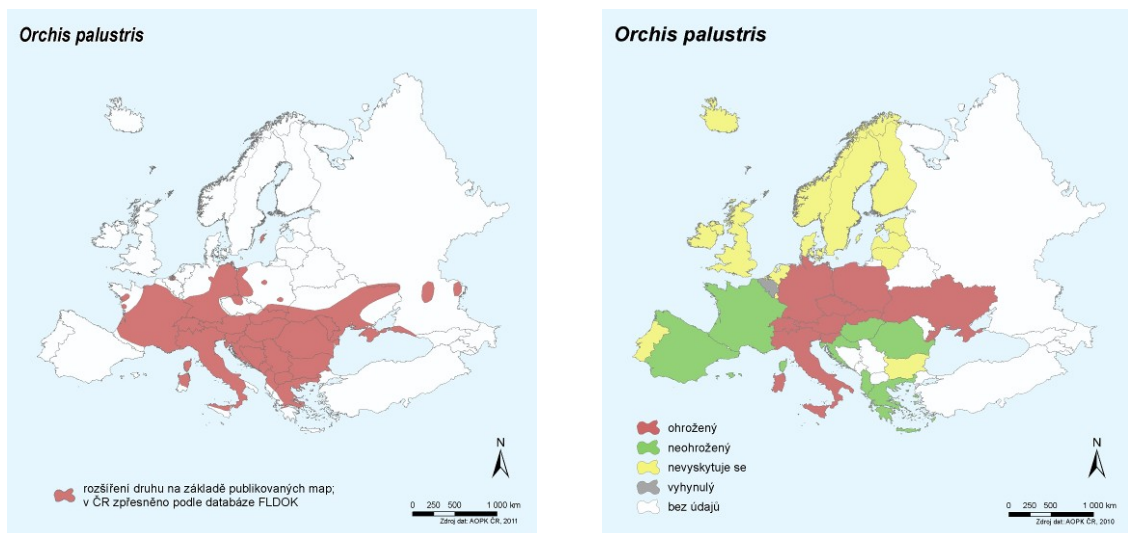 Orchis palustris
N
rozšíření druhu na základě publikovaných map;
v ČR zpřesněno podle databáze FLDOK
0 250 500 1 000 km
Zdroj dat: AOPK ČR, 2011
Orchis palustris
ohrožený
neohrožený
nevyskytuje se
vyhynulý
bez údajů
N
0 250 500 1 000 km
Zdroj dat: AOPK ČR, 2010